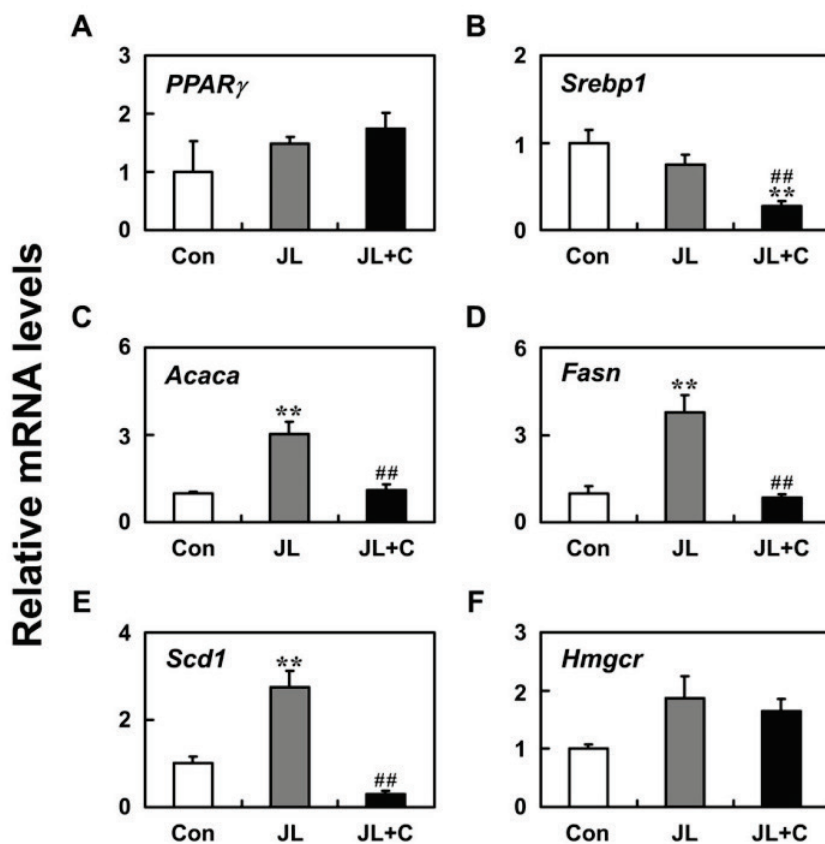 Relative mRNA levels
A
PPARγ
3
2
1
0
Con JL JL+C
B
Srebp1
2
1
0
##
**
Con JL JL+C
C
Acaca
6
3
0
**
##
Con JL JL+C
D
Fasn
6
3
0
**
##
Con JL JL+C
E
Scd1
4
2
0
**
##
Con JL JL+C
F
Hmgcr
3
2
1
0
Con JL JL+C